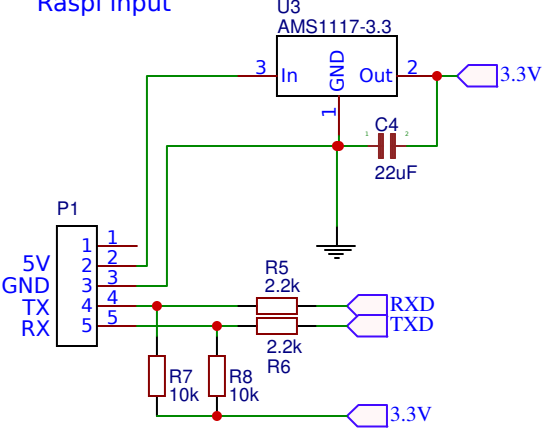 Raspi Input
U3
AMS1117-3.3
3 In GND Out 2 3.3V
1
C4
1 2
22uF
P1
1 1
5V 2 2
GND 3 3
TX 4 4
RX 5 5
R5
2.2k
RXD
TXD
2.2k
R6
R7 R8
10k 10k
3.3V